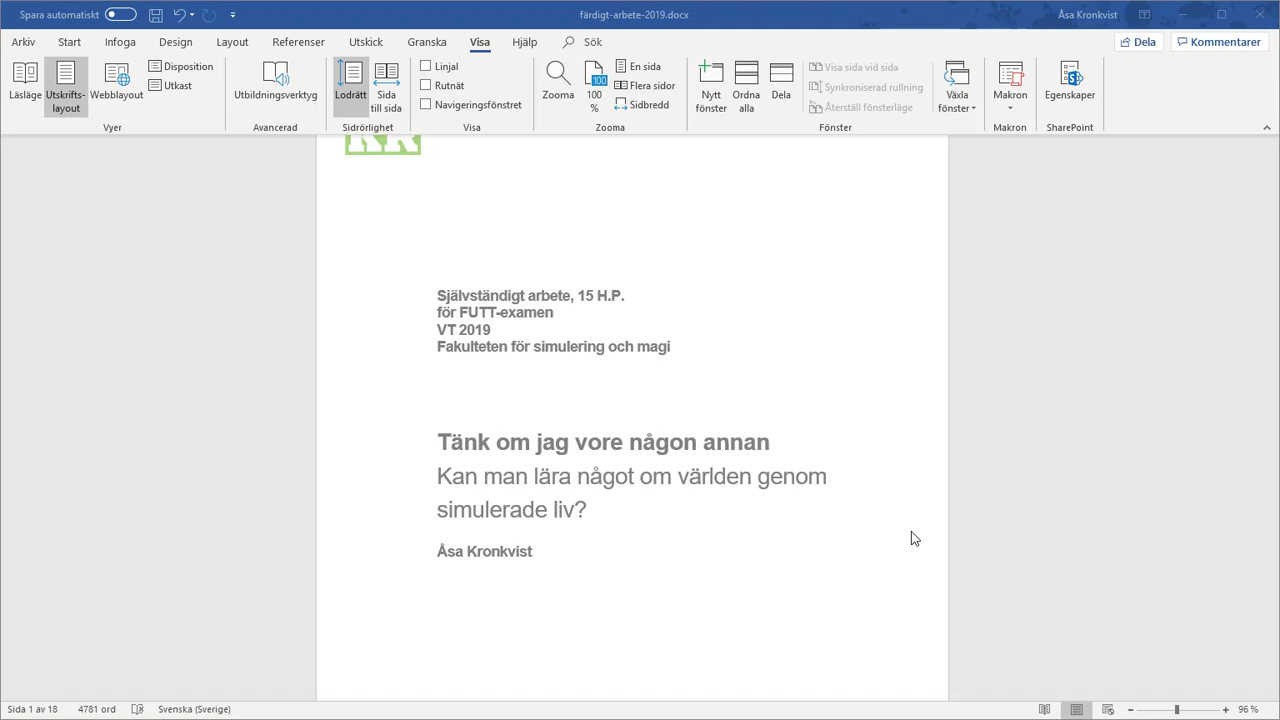 Spara automatiskt
färdigt-arbete-2019.docx
Åsa Kronkvist
Arkiv Start Infoga Design Layout Referenser Utskick Granska Visa Hjälp Sök Dela Kommentarer
Läsläge
Utskrifts-
layout
Webblayout
Disposition
Utkast
Vyer
Utbildningsverktyg
Avancerad
Lodrätt
Sida
till sida
Sidrörlighet
Linjal
Rutnät
Navigeringsfönstret
Visa
Zooma
100
100
%
En sida
Flera sidor
Sidbredd
Zooma
Nytt
fönster
Ordna
alla
Dela
Visa sida vid sida
Synkroniserad rullning
Återställ fönsterläge
Växla
fönster
Fönster
Makron
Makron
Egenskaper
SharePoint
KR
Självständigt arbete, 15 H.P.
för FUTT-examen
VT 2019
Fakulteten för simulering och magi
Tänk om jag vore någon annan
Kan man lära något om världen genom
simulerade liv?
Åsa Kronkvist
Sida 1 av 18 4781 ord Svenska (Sverige) 96 %